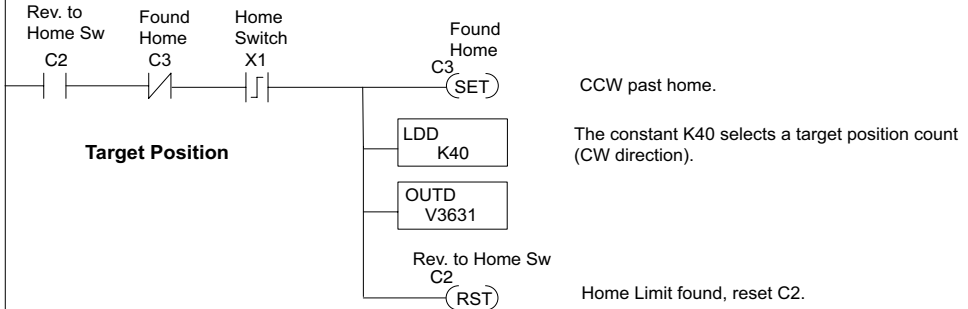 Rev. to
Home Sw
C2
Found
Home
C3
Home
Switch
X1
Found
Home
C3
SET
CCW past home.
Target Position
LDD
K40
The constant K40 selects a target position count
(CW direction).
OUTD
V3631
Rev. to Home Sw
C2
RST
Home Limit found, reset C2.